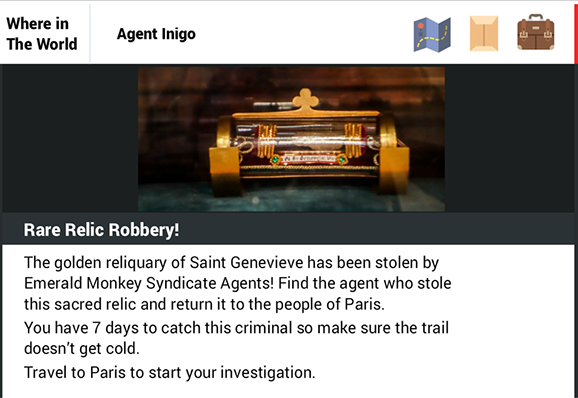 Where in
The World
Agent Inigo
Rare Relic Robbery!
The golden reliquary of Saint Genevieve has been stolen by
Emerald Monkey Syndicate Agents! Find the agent who stole
this sacred relic and return it to the people of Paris.
You have 7 days to catch this criminal so make sure the trail
doesn't get cold.
Travel to Paris to start your investigation.